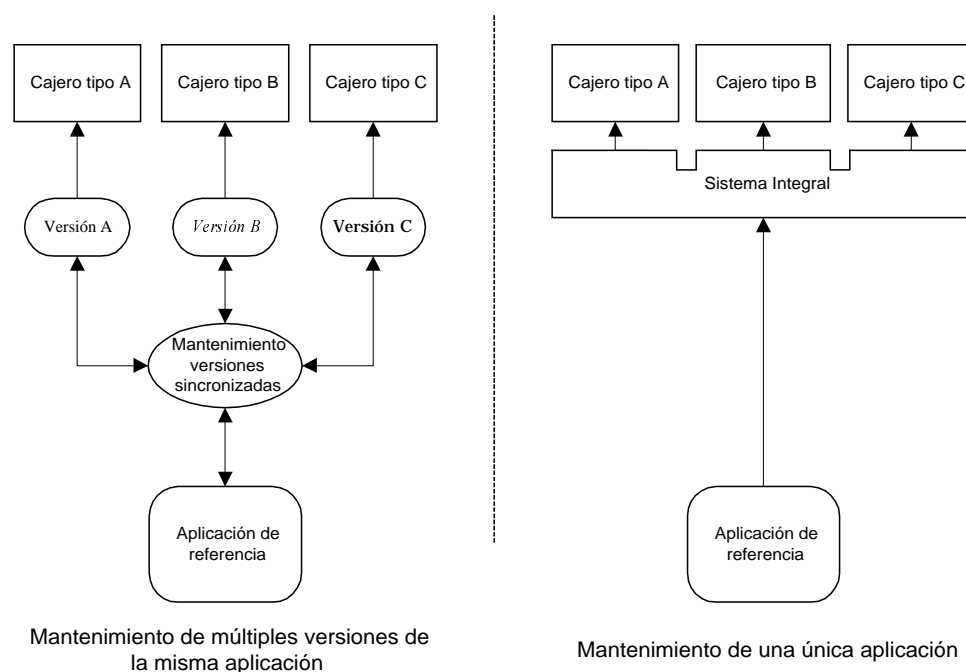 Cajero tipo A
Cajero tipo B
Cajero tipo C
Versión A
Versión B
Versión C
Mantenimiento
versiones
sincronizadas
Aplicación de
referencia
Mantenimiento de múltiples versiones de
la misma aplicación
Cajero tipo A
Cajero tipo B
Cajero tipo C
Sistema Integral
Aplicación de
referencia
Mantenimiento de una única aplicación